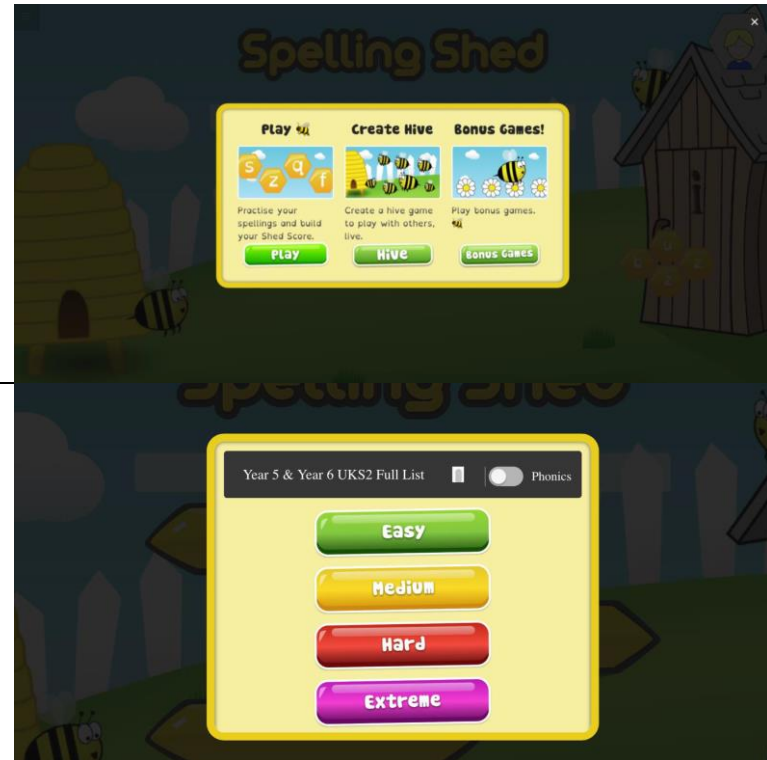 Spelling Shed
Play
Create Hive
Bonus Games!
s z q f
Practise your
spellings and build
your Shed Score.
Create a hive game
to play with others,
live.
Play bonus games.
Play
Hive
Bonus Games
Spelling Shed
Year 5 & Year 6 UKS2 Full List
Phonics
Easy
Medium
Hard
Extreme